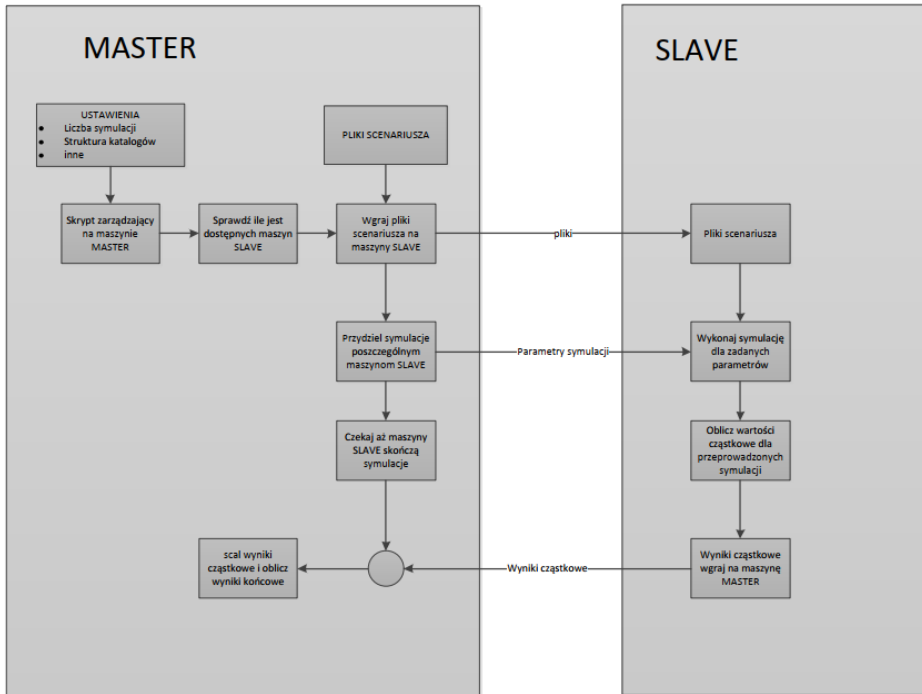 MASTER
SLAVE
USTAWIENIA
• Liczba symulacji
• Struktura katalogów
• inne
PLIKI SCENARIUSZA
Skrypt zarządzający
na maszynie
MASTER
Sprawdź ile jest
dostępnych maszyn
SLAVE
Wgraj pliki
scenariusza na
maszyny SLAVE
pliki
Pliki scenariusza
Przydziel symulacje
poszczególnym
maszynom SLAVE
Parametry symulacji
Wykonaj symulację
dla zadanych
parametrów
Czekaj aż maszyny
SLAVE skończą
symulacje
Oblicz wartości
cząstkowe dla
przeprowadzonych
symulacji
scal wyniki
cząstkowe i oblicz
wyniki końcowe
Wyniki cząstkowe
Wyniki cząstkowe
wgraj na maszynę
MASTER